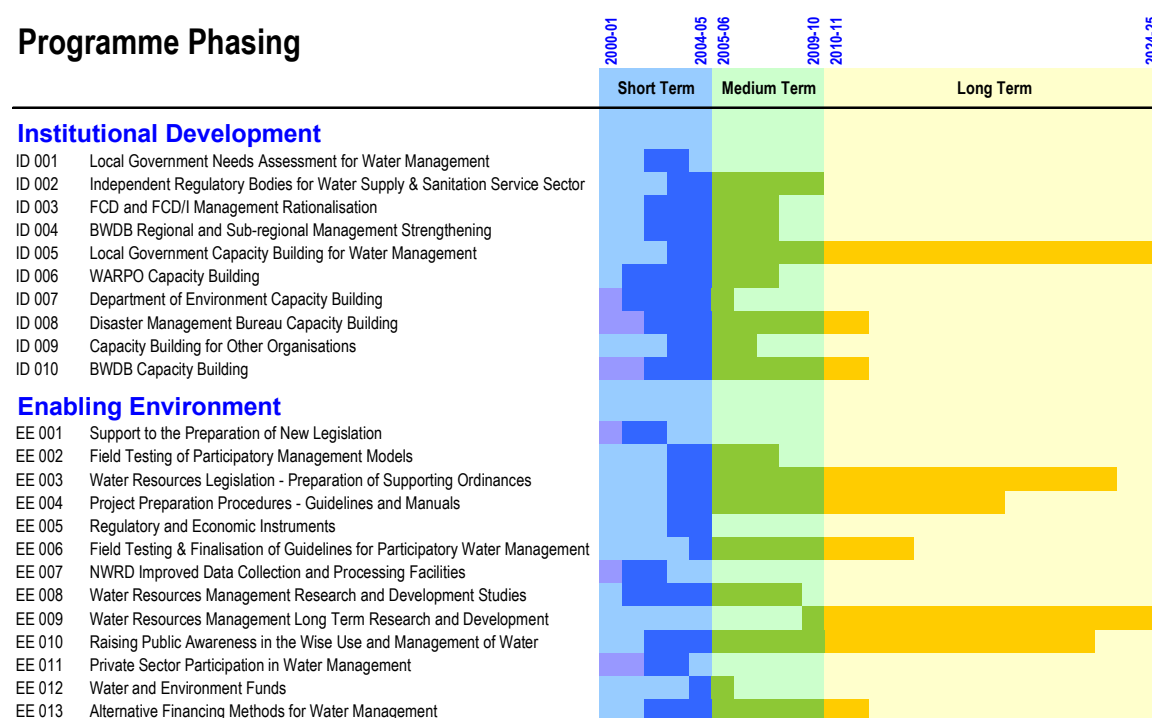 Programme Phasing
2000-01
2004-05
2005-06
2009-10
2010-11
2024-25
Short Term
Medium Term
Long Term
Institutional Development
ID 001 Local Government Needs Assessment for Water Management
ID 002 Independent Regulatory Bodies for Water Supply & Sanitation Service Sector
ID 003 FCD and FCD/I Management Rationalisation
ID 004 BWDB Regional and Sub-regional Management Strengthening
ID 005 Local Government Capacity Building for Water Management
ID 006 WARPO Capacity Building
ID 007 Department of Environment Capacity Building
ID 008 Disaster Management Bureau Capacity Building
ID 009 Capacity Building for Other Organisations
ID 010 BWDB Capacity Building
Enabling Environment
EE 001 Support to the Preparation of New Legislation
EE 002 Field Testing of Participatory Management Models
EE 003 Water Resources Legislation - Preparation of Supporting Ordinances
EE 004 Project Preparation Procedures - Guidelines and Manuals
EE 005 Regulatory and Economic Instruments
EE 006 Field Testing & Finalisation of Guidelines for Participatory Water Management
EE 007 NWRD Improved Data Collection and Processing Facilities
EE 008 Water Resources Management Research and Development Studies
EE 009 Water Resources Management Long Term Research and Development
EE 010 Raising Public Awareness in the Wise Use and Management of Water
EE 011 Private Sector Participation in Water Management
EE 012 Water and Environment Funds
EE 013 Alternative Financing Methods for Water Management